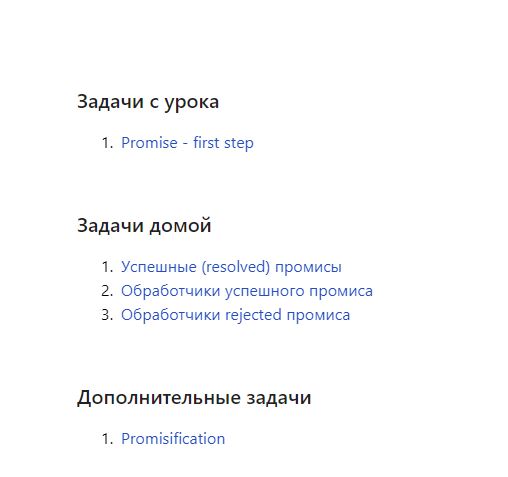 Задачи с урока
1. Promise - first step
Задачи домой
1. Успешные (resolved) промисы
2. Обработчики успешного промиса
3. Обработчики rejected промиса
Дополнительные задачи
1. Promisification